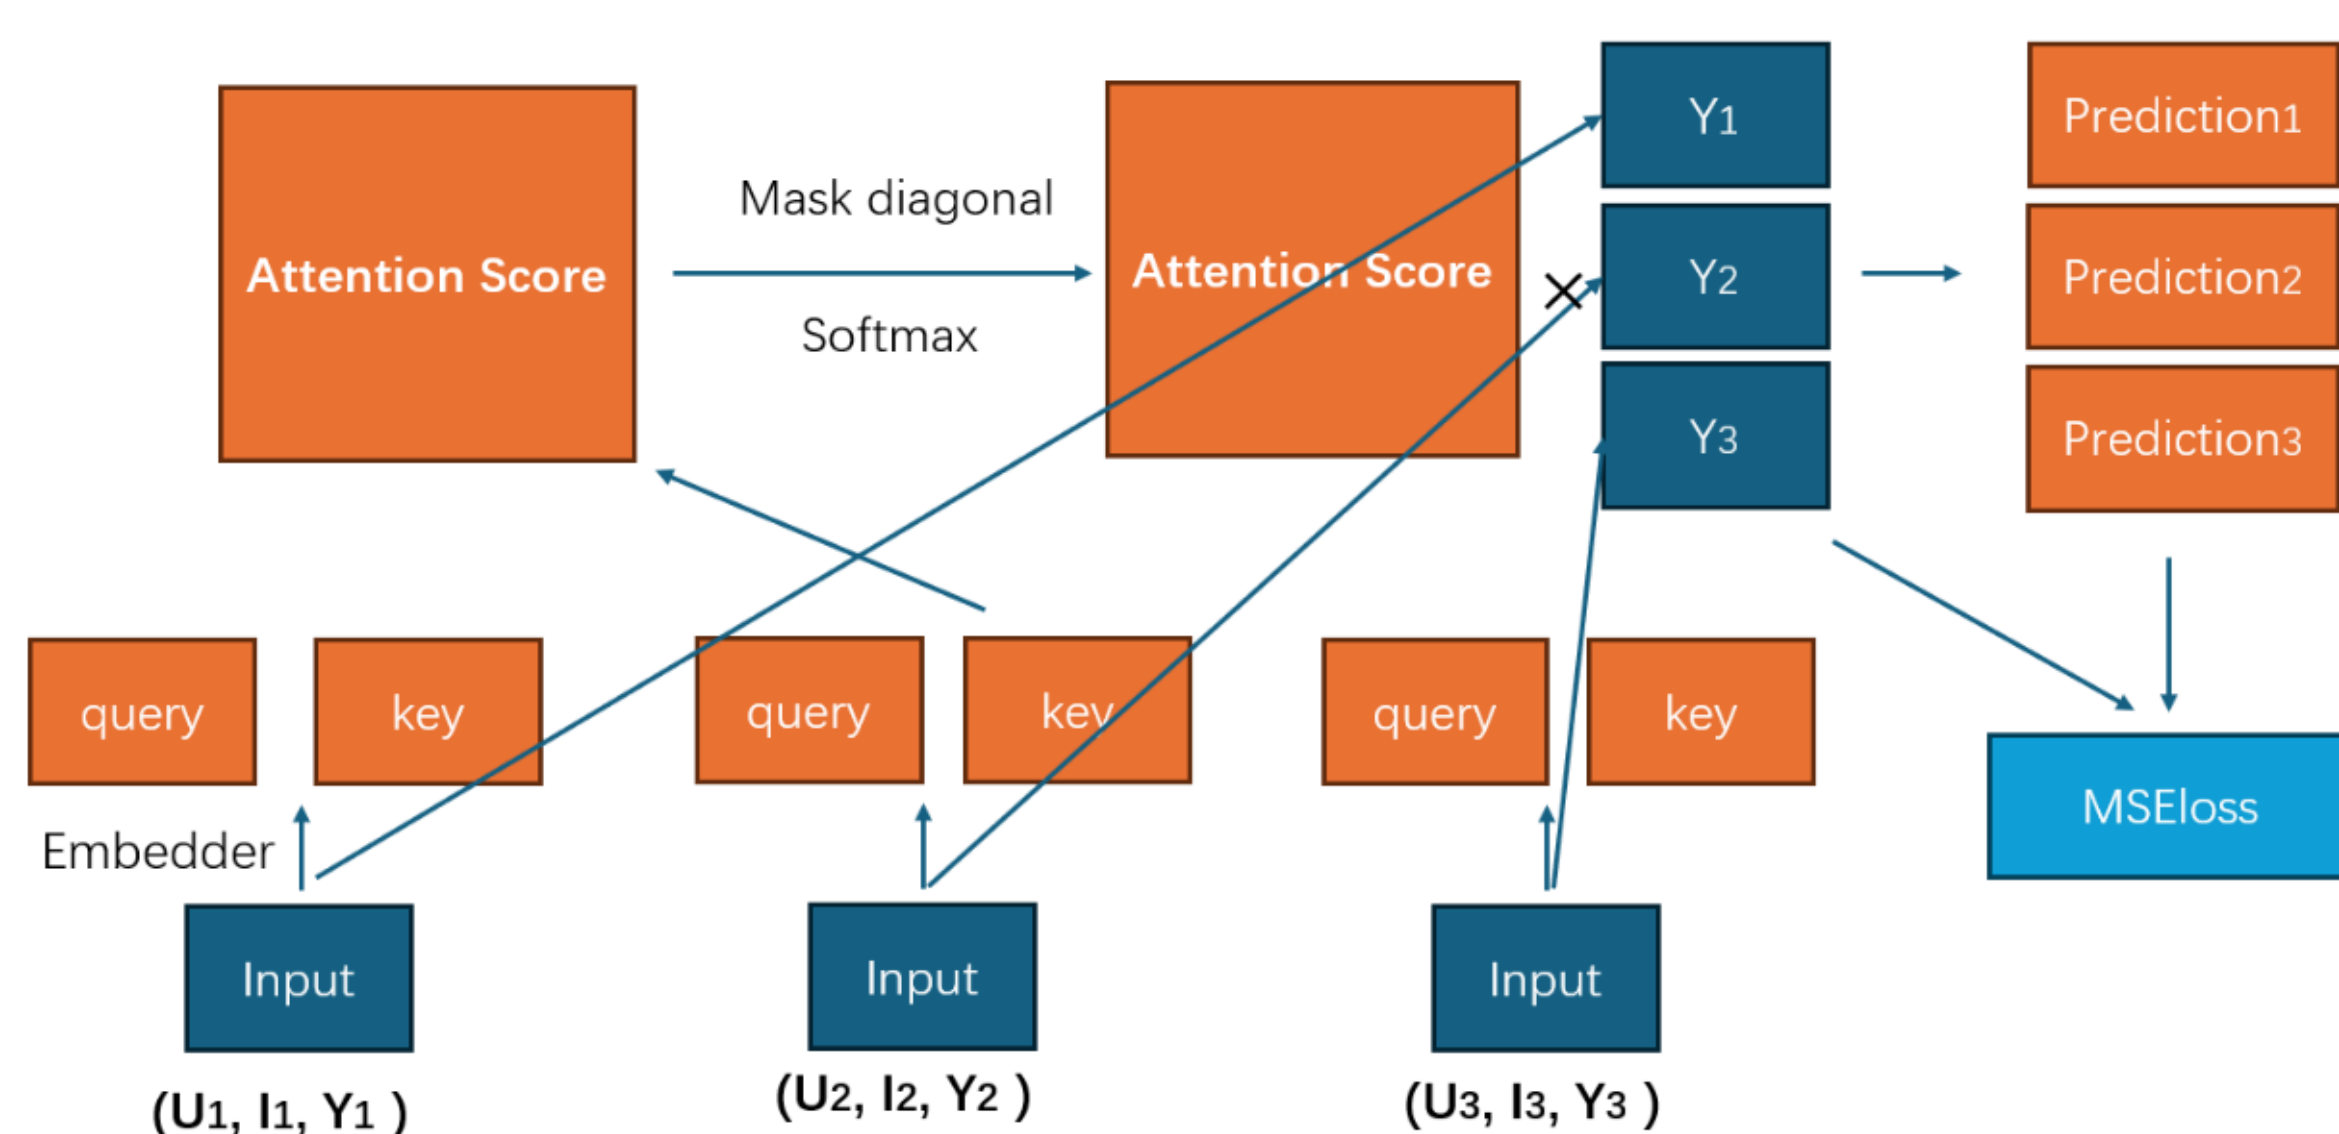 Attention Score
Mask diagonal
Softmax
Attention Score
×
Y1
Y2
Y3
Prediction1
Prediction2
Prediction3
query
key
query
key
query
key
Embedder
MSEloss
Input
Input
Input
(U1, I1, Y1 )
(U2, I2, Y2 )
(U3, I3, Y3 )